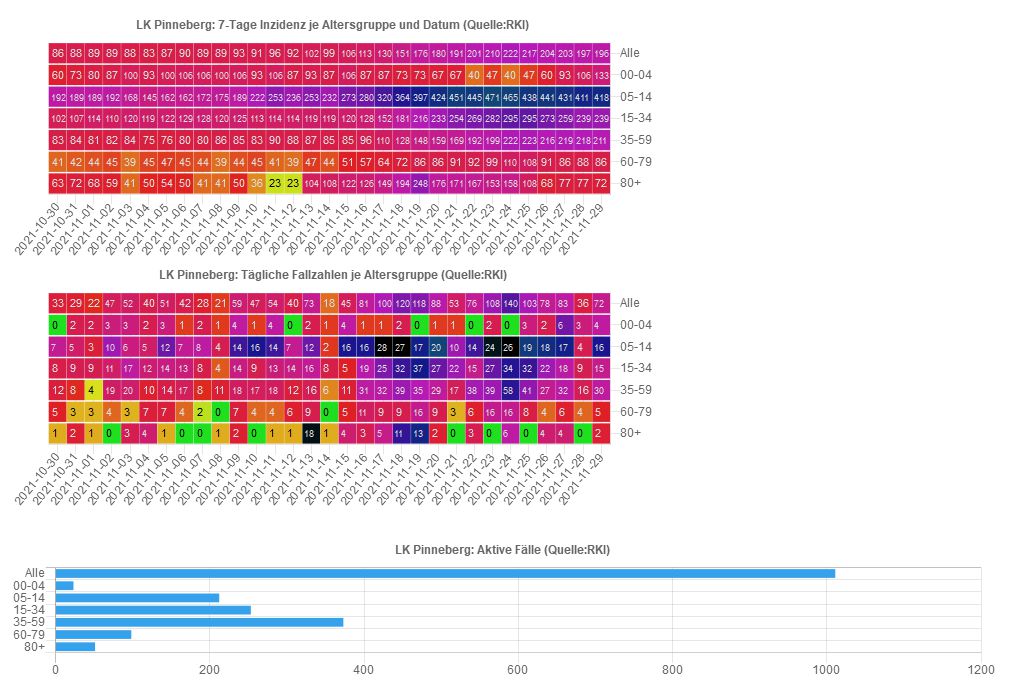 LK Pinneberg: 7-Tage Inzidenz je Altersgruppe und Datum (Quelle:RKI)
86 88 89 89 88 83 87 90 89 89 93 91 96 92 102 99 106 113 130 151 176 180 191 201 210 222 217 204 203 197 196 Alle
60 73 80 87 100 93 100 106 106 100 106 93 106 87 93 87 106 87 87 73 73 67 67 40 47 40 47 60 93 106 133 00-04
192 189 189 192 168 145 162 162 172 175 189 222 253 236 253 232 273 280 320 364 397 424 451 445 471 465 438 441 431 411 418 05-14
102 107 114 110 120 119 122 129 128 120 125 113 114 114 119 119 120 128 152 181 216 233 254 269 282 295 295 273 259 239 239 15-34
83 84 81 82 84 75 76 80 80 86 85 83 90 88 87 85 85 96 110 128 148 159 169 192 199 222 223 216 219 218 211 35-59
41 42 44 45 39 45 47 45 44 39 44 45 41 39 47 44 51 57 64 72 86 86 91 92 99 110 108 91 86 88 86 60-79
63 72 68 59 41 50 54 50 41 41 50 36 23 23 104 108 122 126 149 194 248 176 171 167 153 158 108 68 77 77 72 80+
2021-10-30 2021-10-31 2021-11-01 2021-11-02 2021-11-03 2021-11-04 2021-11-05 2021-11-06 2021-11-07 2021-11-08 2021-11-09 2021-11-10 2021-11-11 2021-11-12 2021-11-13 2021-11-14 2021-11-15 2021-11-16 2021-11-17 2021-11-18 2021-11-19 2021-11-20 2021-11-21 2021-11-22 2021-11-23 2021-11-24 2021-11-25 2021-11-26 2021-11-27 2021-11-28 2021-11-29
LK Pinneberg: Tägliche Fallzahlen je Altersgruppe (Quelle:RKI)
33 29 22 47 52 40 51 42 28 21 59 47 54 40 73 18 45 81 100 120 118 88 53 76 108 140 103 78 83 36 72 Alle
0 2 2 3 3 2 3 1 2 1 4 1 4 0 2 1 4 1 1 2 0 1 1 0 2 0 3 2 6 3 4 00-04
7 5 3 10 6 5 12 7 8 4 14 16 14 7 12 2 16 16 28 27 37 20 10 14 24 26 19 18 17 4 16 05-14
8 9 9 11 17 12 14 13 8 4 14 13 14 14 16 8 5 19 25 32 37 27 22 15 27 34 32 22 18 9 15 15-34
12 8 4 19 20 10 14 17 8 11 18 17 18 12 16 6 11 31 32 39 35 29 17 38 39 58 41 27 32 16 30 35-59
5 3 3 4 3 7 7 4 2 0 7 4 4 6 9 0 5 11 9 9 16 9 3 6 16 16 8 4 6 4 5 60-79
1 2 1 0 3 4 1 0 0 1 2 0 1 1 18 1 4 3 5 11 13 2 0 3 0 6 0 4 4 0 2 80+
2021-10-30 2021-10-31 2021-11-01 2021-11-02 2021-11-03 2021-11-04 2021-11-05 2021-11-06 2021-11-07 2021-11-08 2021-11-09 2021-11-10 2021-11-11 2021-11-12 2021-11-13 2021-11-14 2021-11-15 2021-11-16 2021-11-17 2021-11-18 2021-11-19 2021-11-20 2021-11-21 2021-11-22 2021-11-23 2021-11-24 2021-11-25 2021-11-26 2021-11-27 2021-11-28 2021-11-29
LK Pinneberg: Aktive Fälle (Quelle:RKI)
Alle
00-04
05-14
15-34
35-59
60-79
80+
0 200 400 600 800 1000 1200